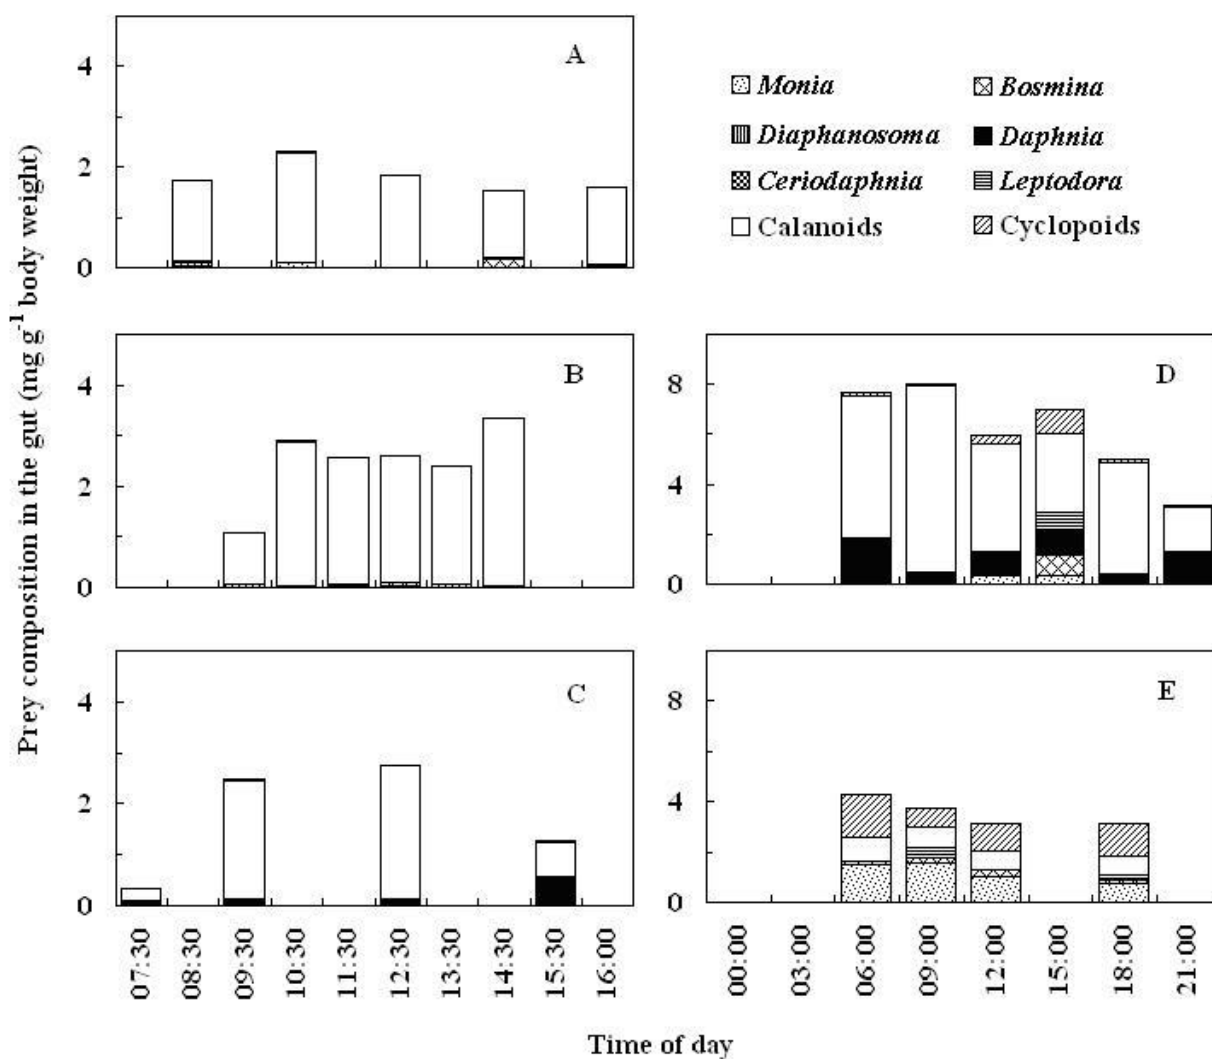 Prey composition in the gut (mg g-1 body weight)
4
2
0
A
Monia
Bosmina
Diaphanosoma
Daphnia
Ceriodaphnia
Leptodora
Calanoids
Cyclopoids
4
2
0
B
8
4
0
D
4
2
0
C
8
4
0
E
07:30
08:30
09:30
10:30
11:30
12:30
13:30
14:30
15:30
16:00
00:00
03:00
06:00
09:00
12:00
15:00
18:00
21:00
Time of day